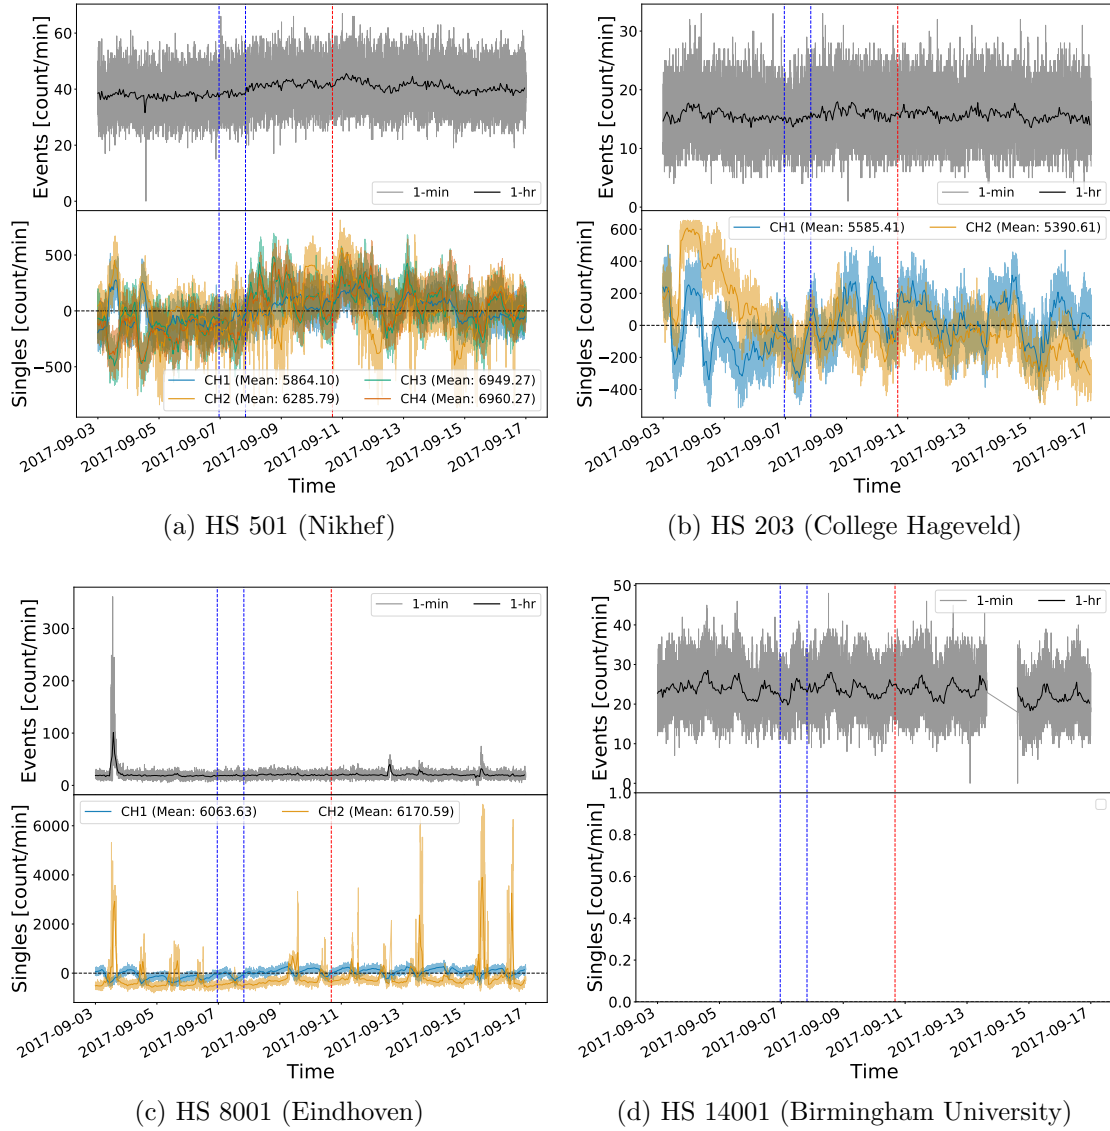 60
40
20
0
Events [count/min]
1-min 1-hr
500
0
−500
Singles [count/min]
CH1 (Mean: 5864.10) CH3 (Mean: 6949.27)
CH2 (Mean: 6285.79) CH4 (Mean: 6960.27)
2017-09-03 2017-09-05 2017-09-07 2017-09-09 2017-09-11 2017-09-13 2017-09-15 2017-09-17
Time
(a) HS 501 (Nikhef)
30
20
10
0
Events [count/min]
1-min 1-hr
CH1 (Mean: 5585.41) CH2 (Mean: 5390.61)
600
400
200
0
−200
−400
Singles [count/min]
2017-09-03 2017-09-05 2017-09-07 2017-09-09 2017-09-11 2017-09-13 2017-09-15 2017-09-17
Time
(b) HS 203 (College Hageveld)
1-min 1-hr
300
200
100
0
Events [count/min]
CH1 (Mean: 6063.63) CH2 (Mean: 6170.59)
6000
4000
2000
0
Singles [count/min]
2017-09-03 2017-09-05 2017-09-07 2017-09-09 2017-09-11 2017-09-13 2017-09-15 2017-09-17
Time
(c) HS 8001 (Eindhoven)
50
40
30
20
10
0
Events [count/min]
1-min 1-hr
1.0
0.8
0.6
0.4
0.2
0.0
Singles [count/min]
2017-09-03 2017-09-05 2017-09-07 2017-09-09 2017-09-11 2017-09-13 2017-09-15 2017-09-17
Time
(d) HS 14001 (Birmingham University)